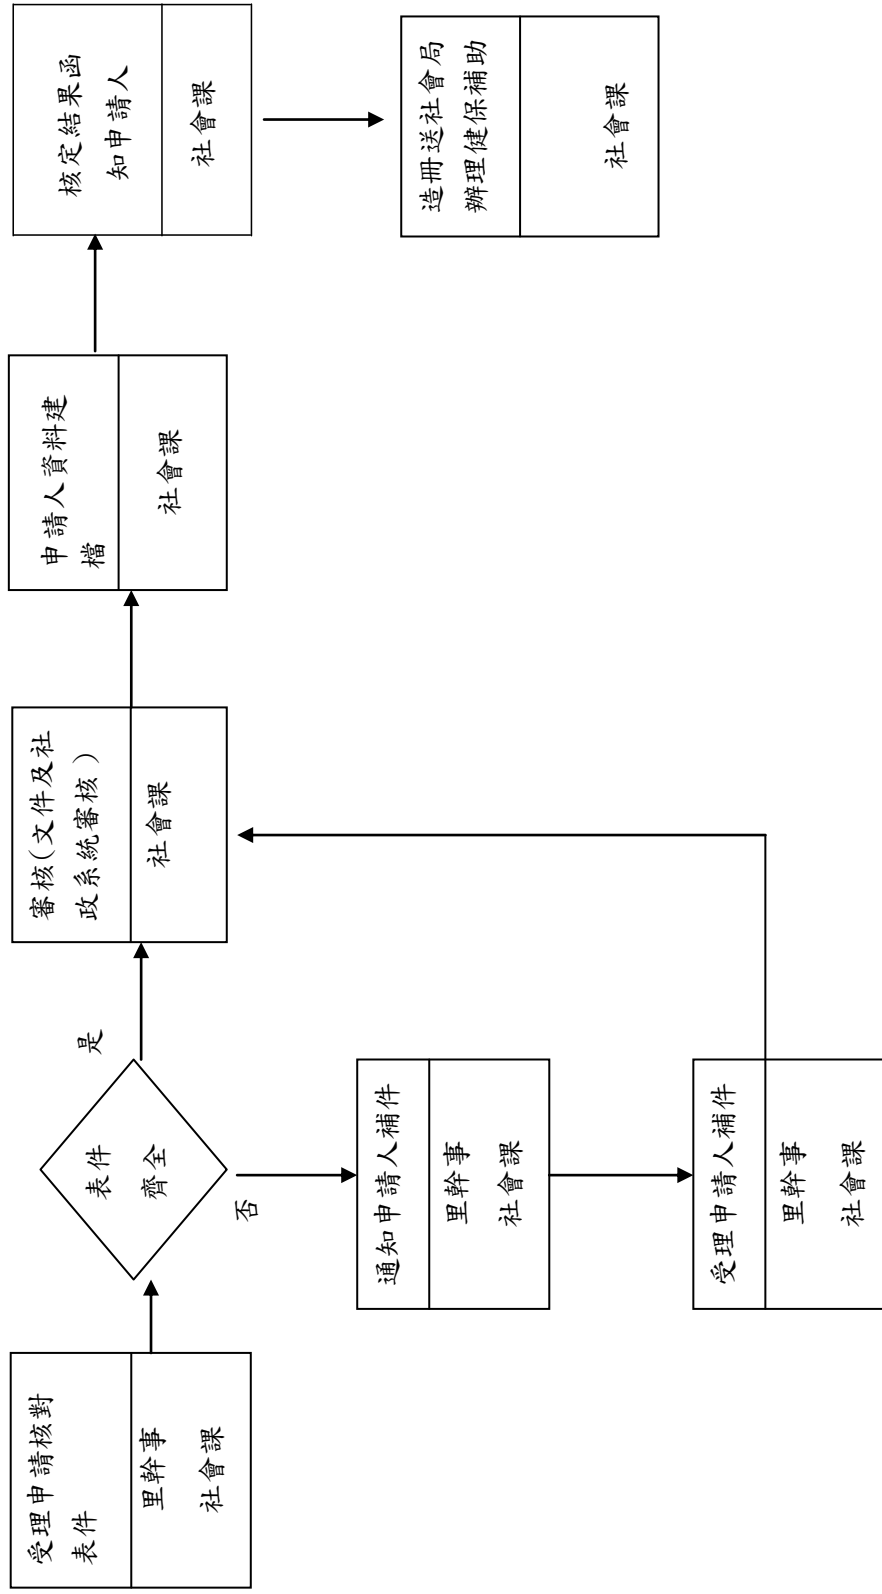 受理申請核對
表件
里幹事
社會課
表件
齊全
是
否
通知申請人補件
里幹事
社會課
受理申請人補件
里幹事
社會課
審核(文件及社
政系統審核)
社會課
申請人資料建
檔
社會課
核定結果函
知申請人
社會課
造冊送社會局
辦理健保補助
社會課